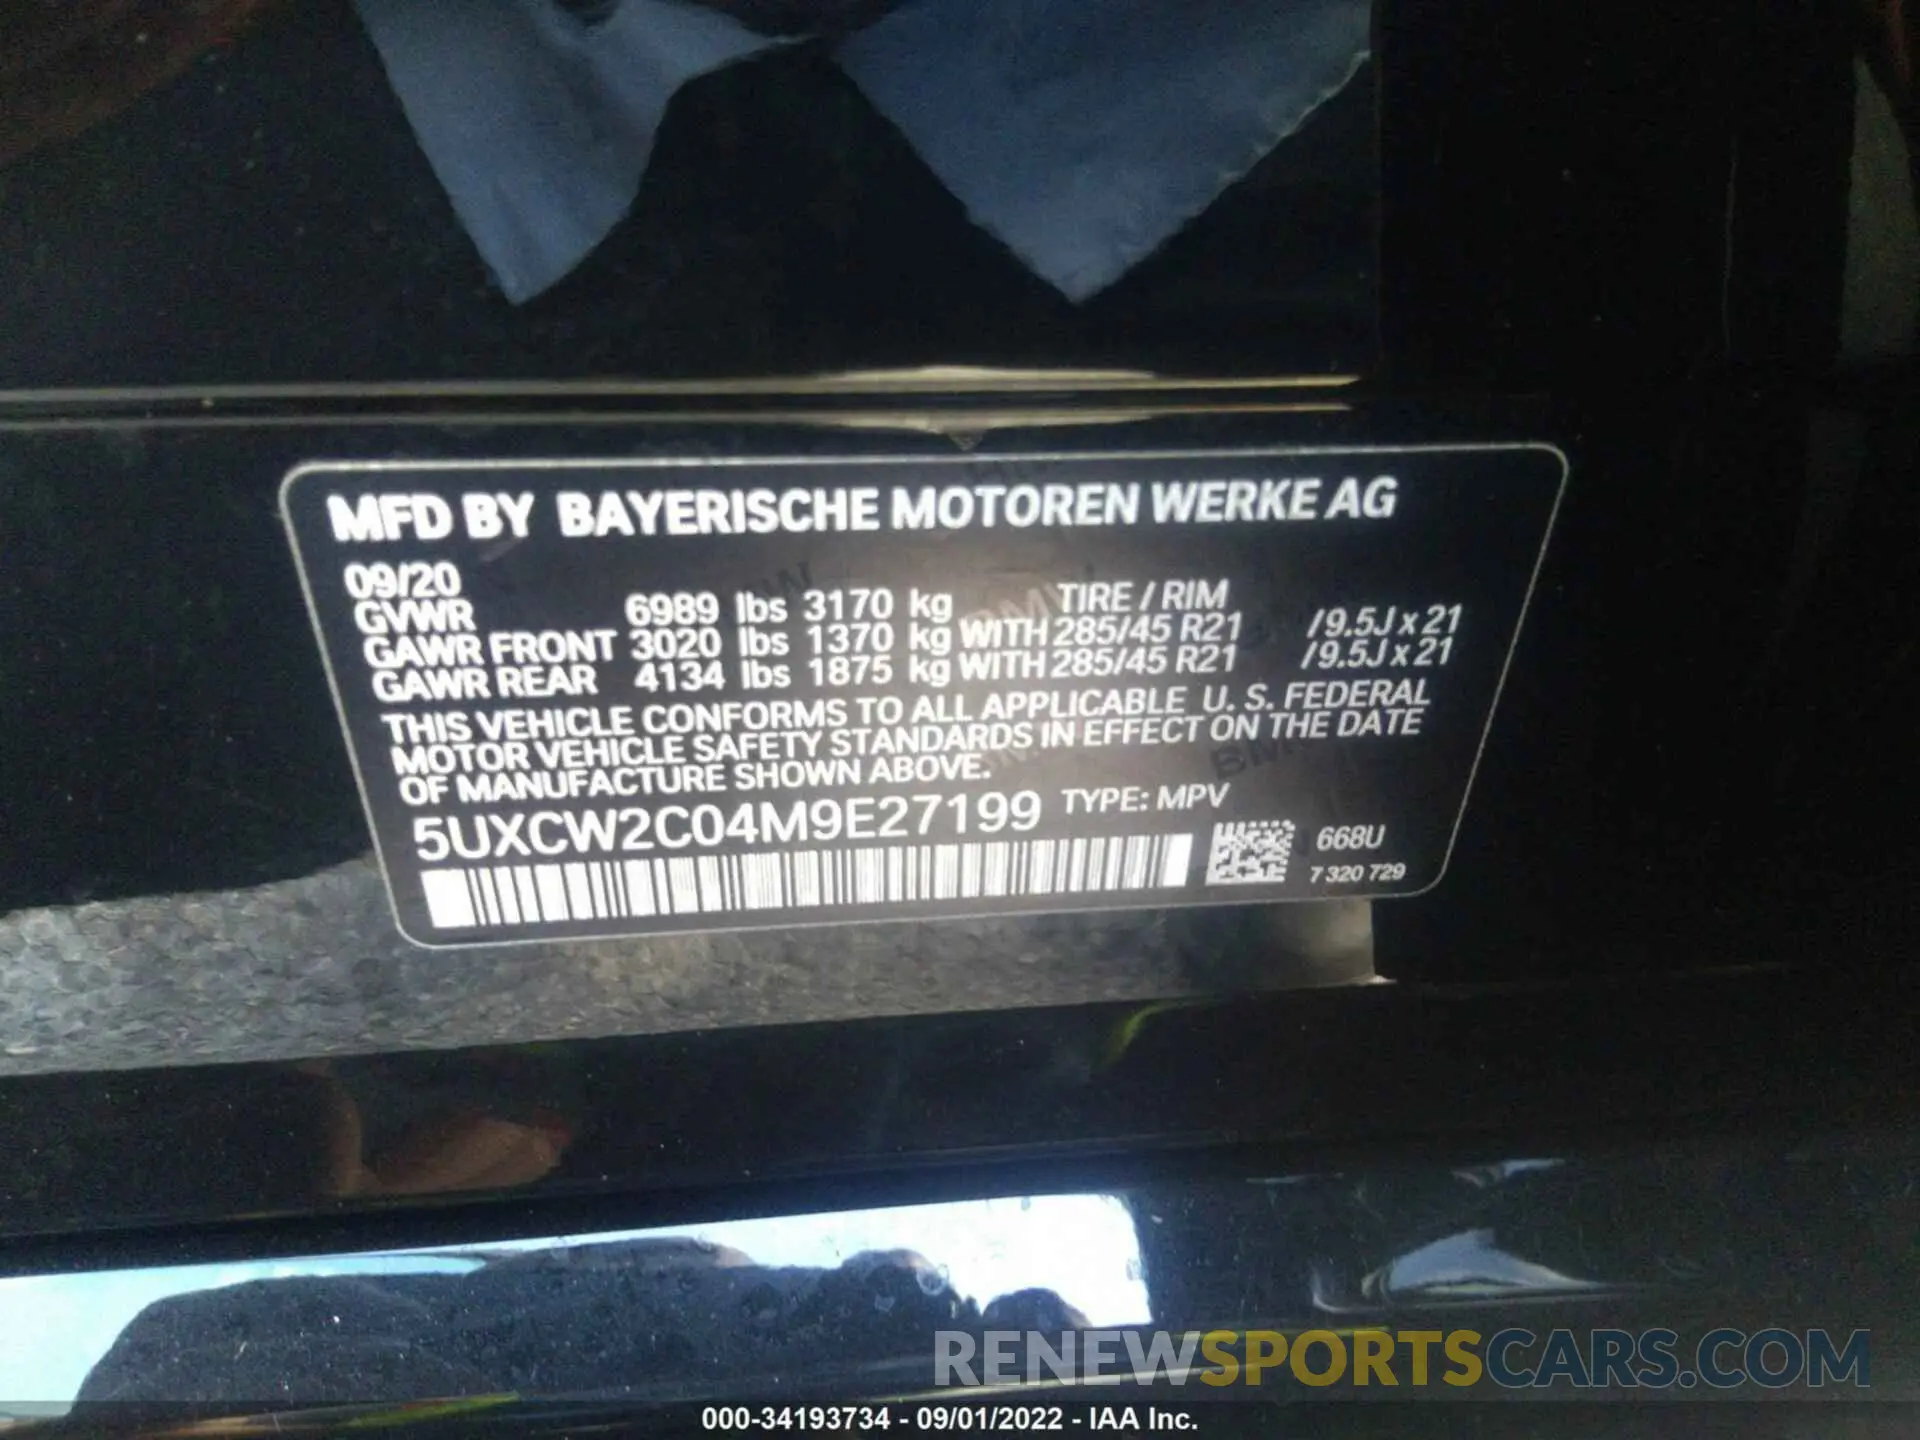 MFD BY BAYERISCHE MOTOREN WERKE AG
09/20
GVWR 6989 lbs 3170 kg TIRE / RIM
GAWR FRONT 3020 lbs 1370 kg WITH 285/45 R21 /9.5J x 21
GAWR REAR 4134 lbs 1875 kg WITH 285/45 R21 /9.5J x 21
THIS VEHICLE CONFORMS TO ALL APPLICABLE U. S. FEDERAL
MOTOR VEHICLE SAFETY STANDARDS IN EFFECT ON THE DATE
OF MANUFACTURE SHOWN ABOVE.
5UXCW2C04M9E27199 TYPE: MPV
668U
7 320 729
RENEWSPORTSCARS.COM
000-34193734 - 09/01/2022 - IAA Inc.